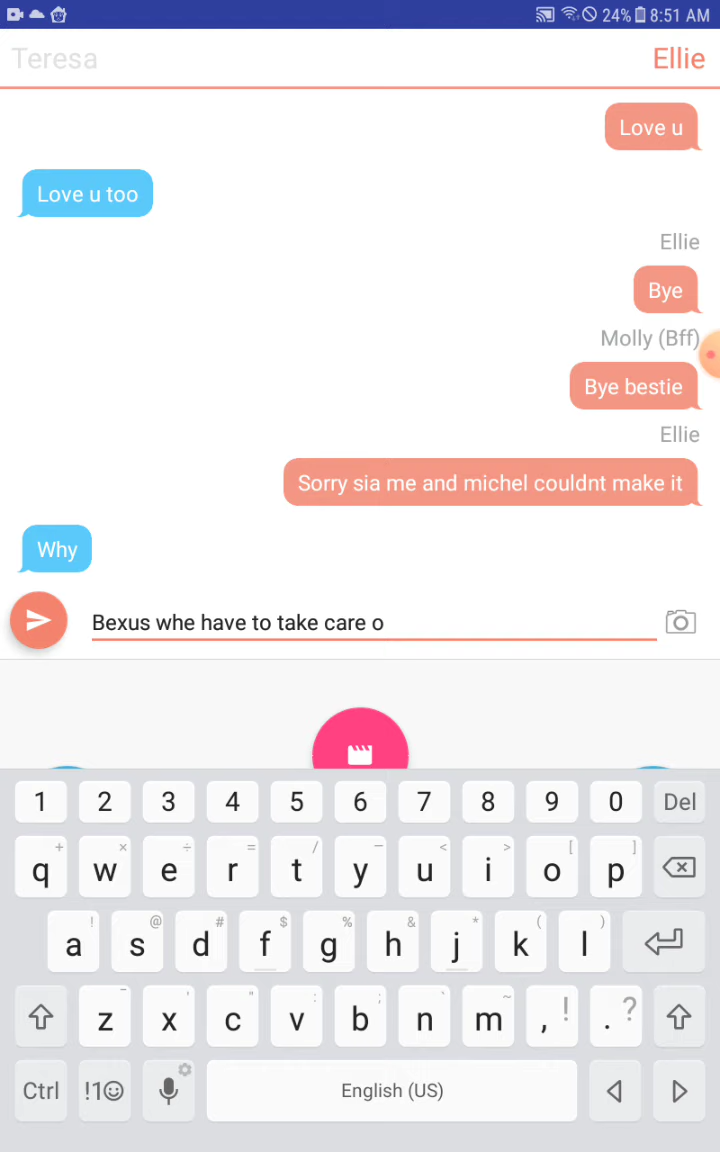 24% 8:51 AM
Teresa Ellie
Love u
Love u too
Ellie
Bye
Molly (Bff)
Bye bestie
Ellie
Sorry sia me and michel couldnt make it
Why
Bexus whe have to take care o
1 2 3 4 5 6 7 8 9 0 Del
+ × ÷ = / _ < > [ ]
q w e r t y u i o p
! @ # $ % & * ( )
a s d f g h j k l
- ' " : ; ` ~ ! ?
z x c v b n m , .
Ctrl !1☺ English (US)